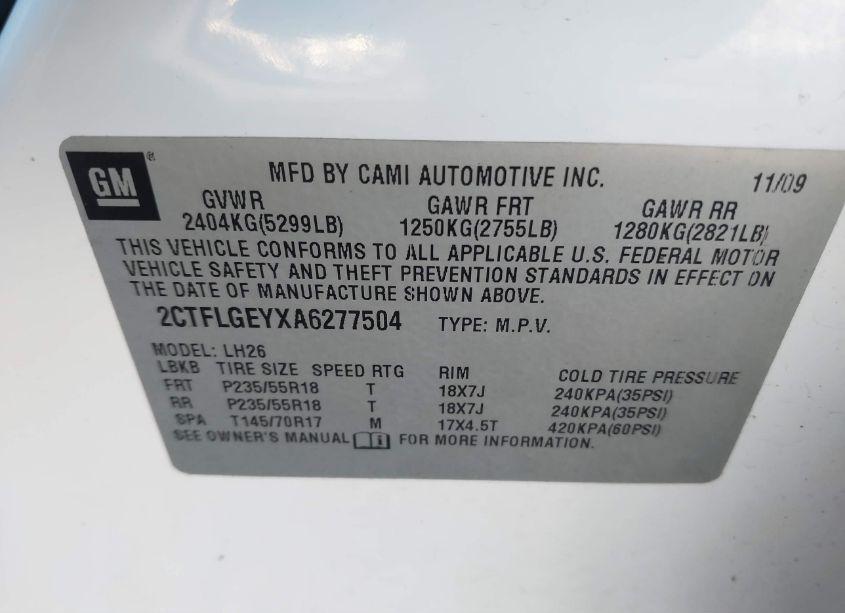 GM®
MFD BY CAMI AUTOMOTIVE INC. 11/09
GVWR GAWR FRT GAWR RR
2404KG(5299LB) 1250KG(2755LB) 1280KG(2821LB)
THIS VEHICLE CONFORMS TO ALL APPLICABLE U.S. FEDERAL MOTOR
VEHICLE SAFETY AND THEFT PREVENTION STANDARDS IN EFFECT ON
THE DATE OF MANUFACTURE SHOWN ABOVE.
2CTFLGEYXA6277504 TYPE: M.P.V.
MODEL: LH26
LBKB TIRE SIZE SPEED RTG RIM COLD TIRE PRESSURE
FRT P235/55R18 T 18X7J 240KPA(35PSI)
RR P235/55R18 T 18X7J 240KPA(35PSI)
SPA T145/70R17 M 17X4.5T 420KPA(60PSI)
SEE OWNER'S MANUAL i FOR MORE INFORMATION.